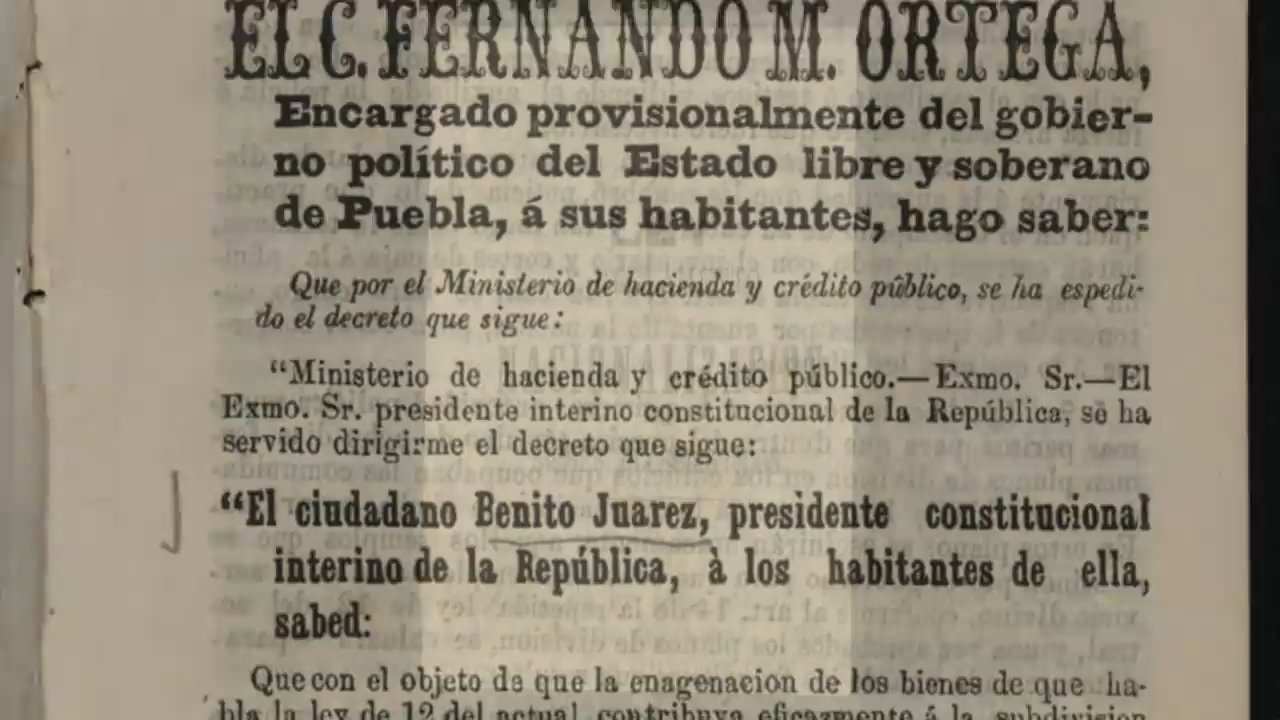 EL C. FERNANDO M. ORTEGA,
Encargado provisionalmente del gobier-
no político del Estado libre y soberano
de Puebla, á sus habitantes, hago saber:
Que por el Ministerio de hacienda y crédito público, se ha espedi-
do el decreto que sigue:
“Ministerio de hacienda y crédito público.—Exmo. Sr.—El
Exmo. Sr. presidente interino constitucional de la República, se ha
servido dirigirme el decreto que sigue:
“El ciudadano Benito Juarez, presidente constitucional
interino de la República, à los habitantes de ella,
sabed:
Que con el objeto de que la enagenacion de los bienes de que ha-
bla la ley de 12 del actual, contribuya eficazmente á la subdivision